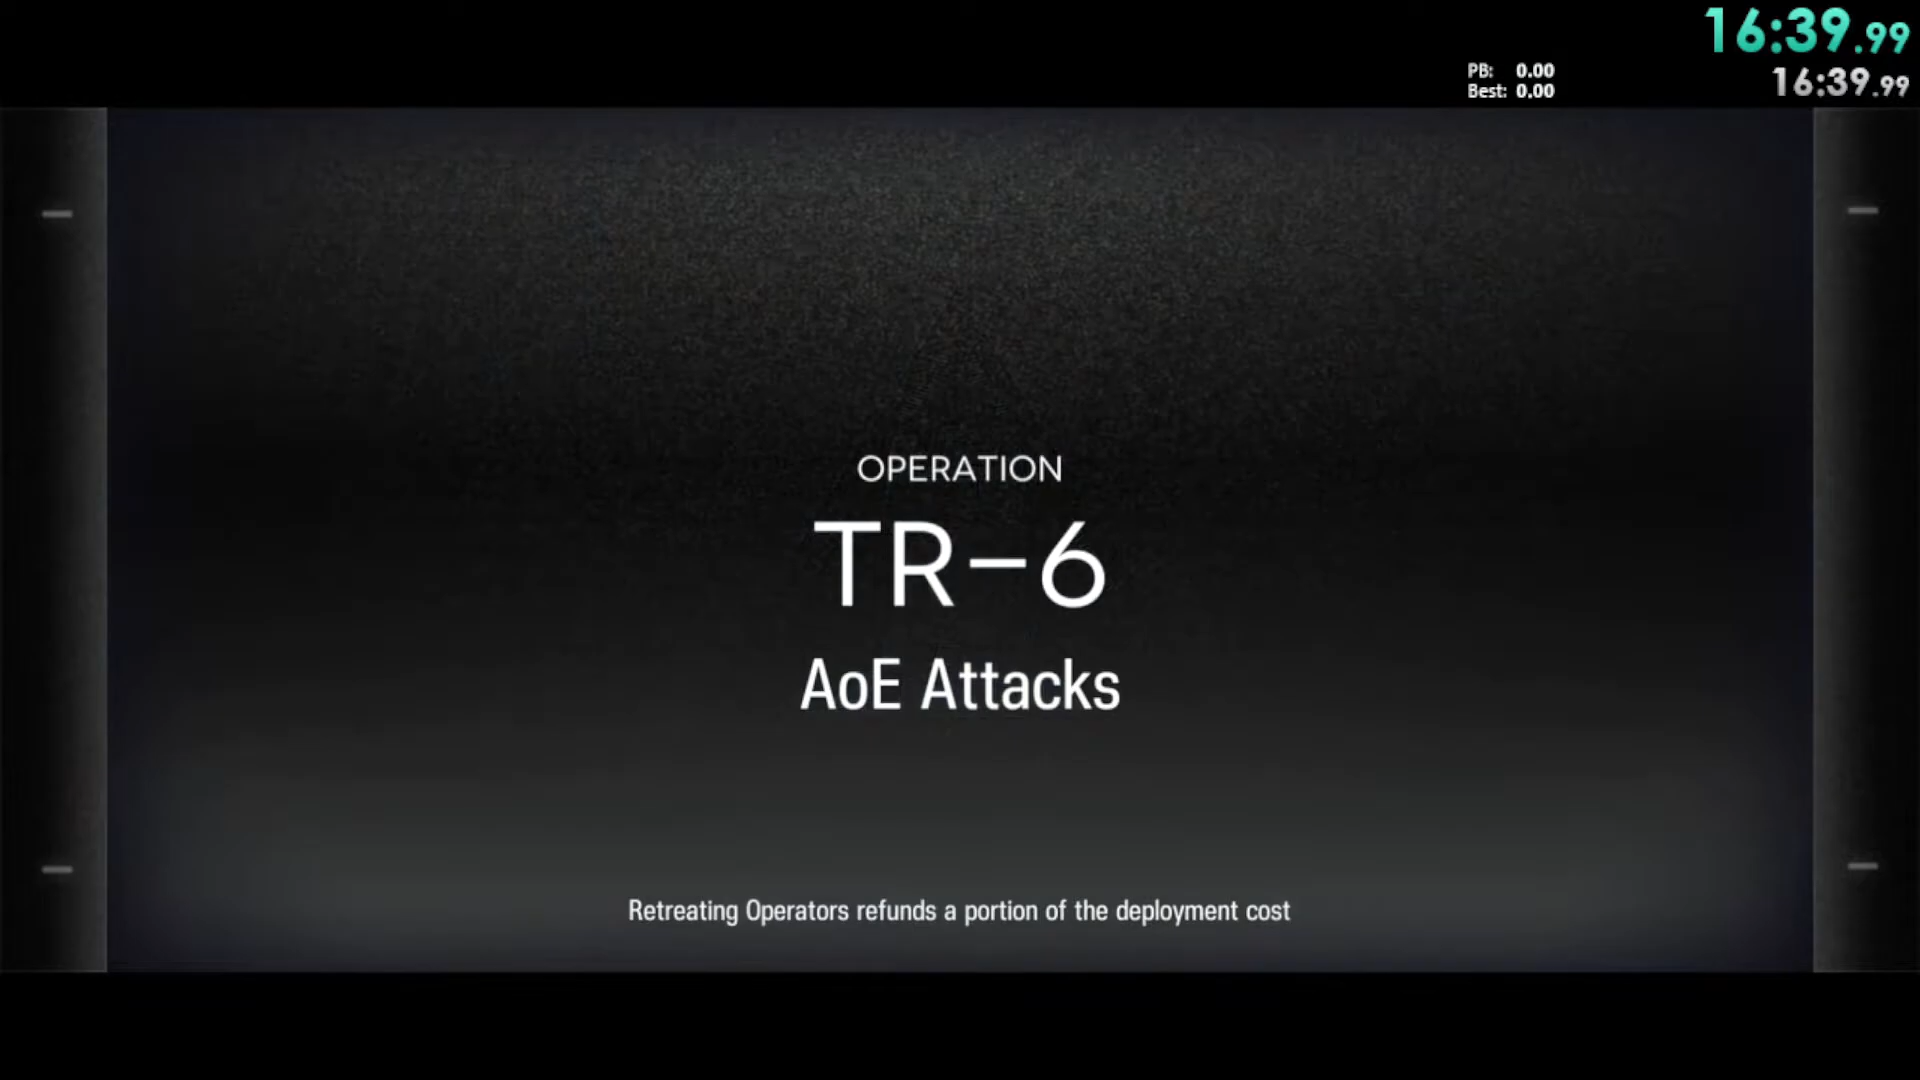 16:39.99
PB: 0.00
Best: 0.00
16:39.99
OPERATION
TR-6
AoE Attacks
Retreating Operators refunds a portion of the deployment cost